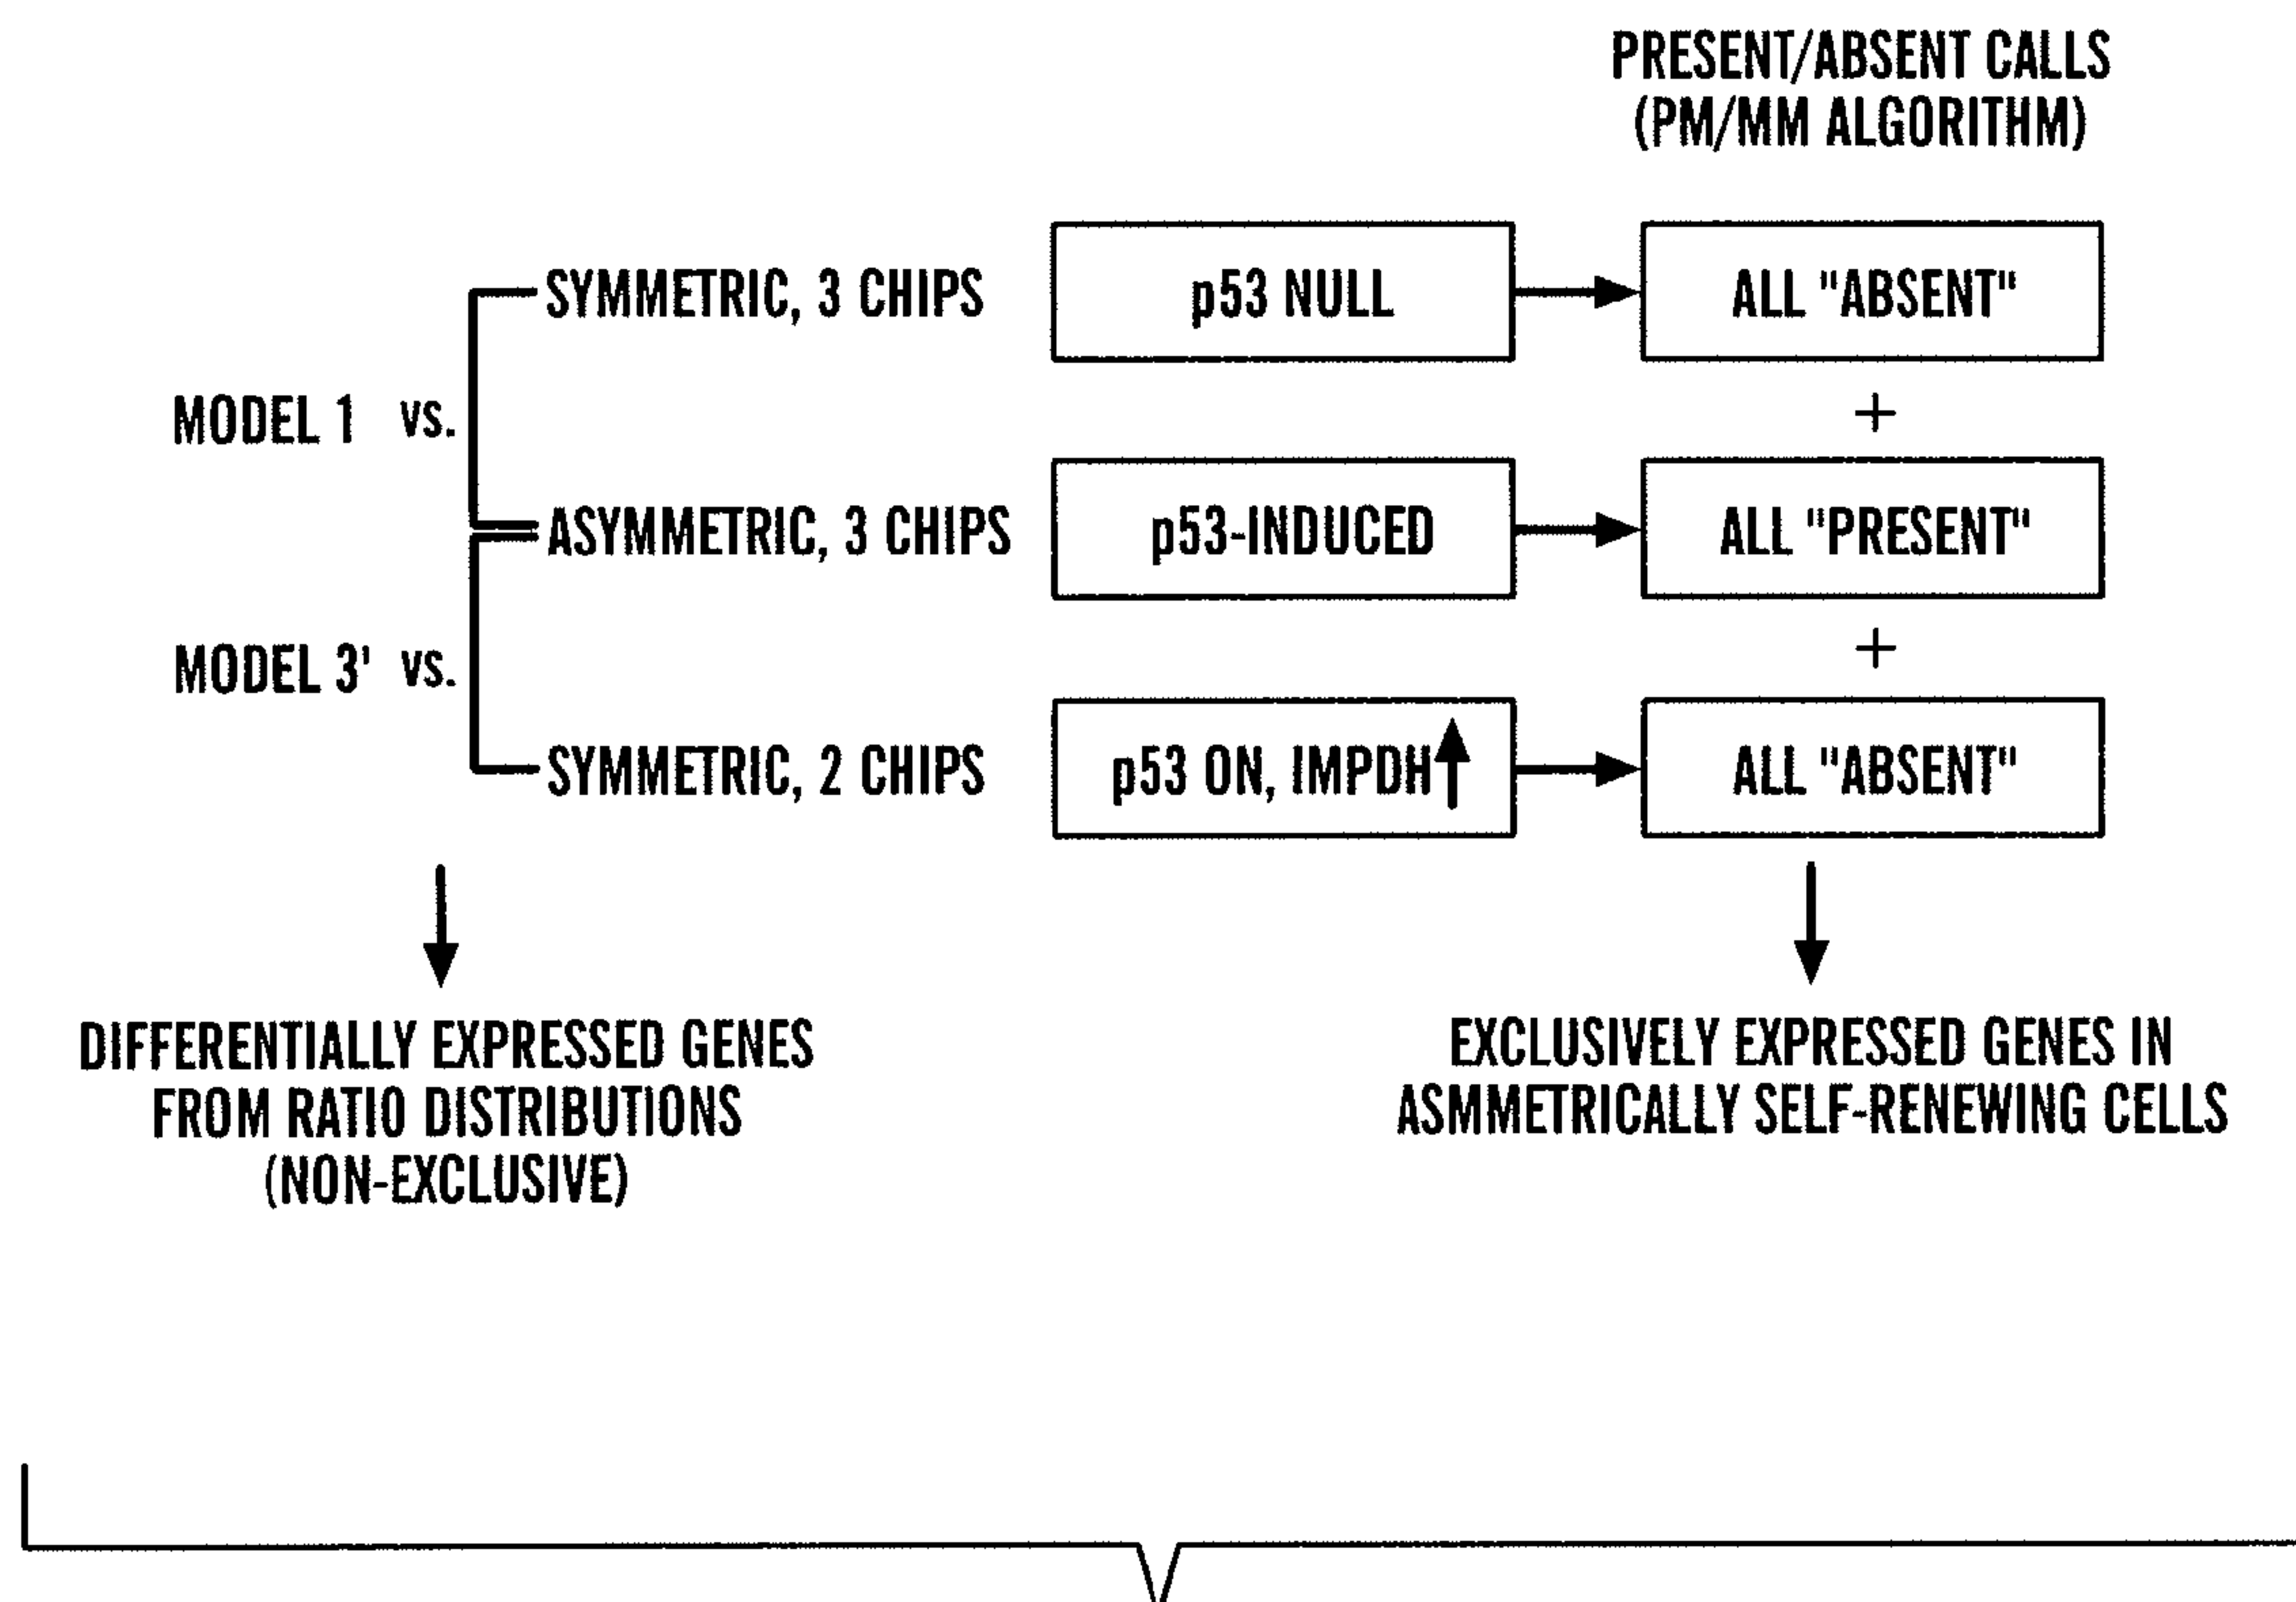 PRESENT/ABSENT CALLS
(PM/MM ALGORITHM)
SYMMETRIC, 3 CHIPS
p53 NULL
ALL "ABSENT"
MODEL 1 vs.
+
ASYMMETRIC, 3 CHIPS
p53-INDUCED
ALL "PRESENT"
MODEL 3' vs.
+
SYMMETRIC, 2 CHIPS
p53 ON, IMPDH
ALL "ABSENT"
DIFFERENTIALLY EXPRESSED GENES
FROM RATIO DISTRIBUTIONS
(NON-EXCLUSIVE)
EXCLUSIVELY EXPRESSED GENES IN
ASMMETRICALLY SELF-RENEWING CELLS